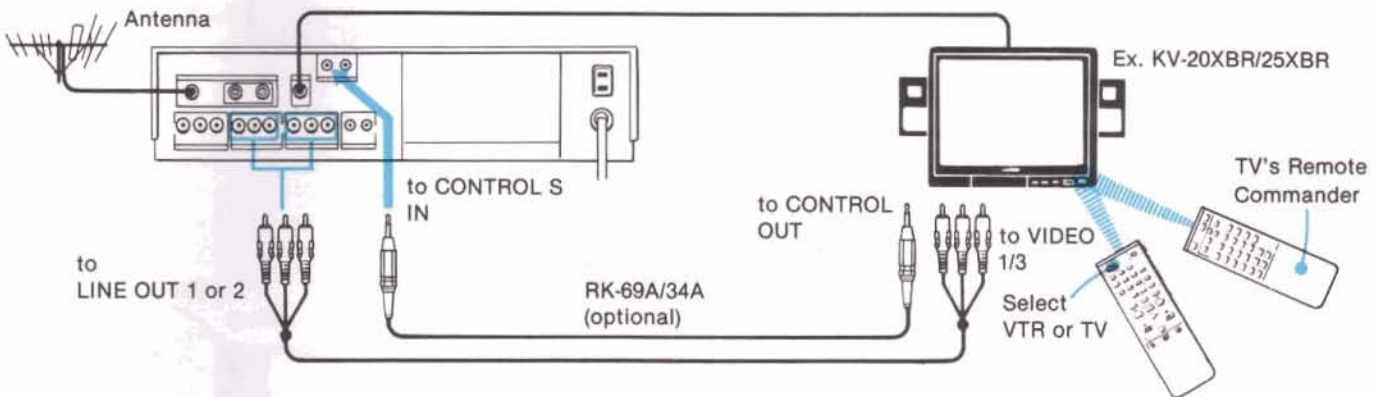 Antenna
Ex. KV-20XBR/25XBR
TV's Remote
Commander
to CONTROL S
IN
to CONTROL
OUT
to VIDEO
1/3
to
LINE OUT 1 or 2
RK-69A/34A
(optional)
Select
VTR or TV